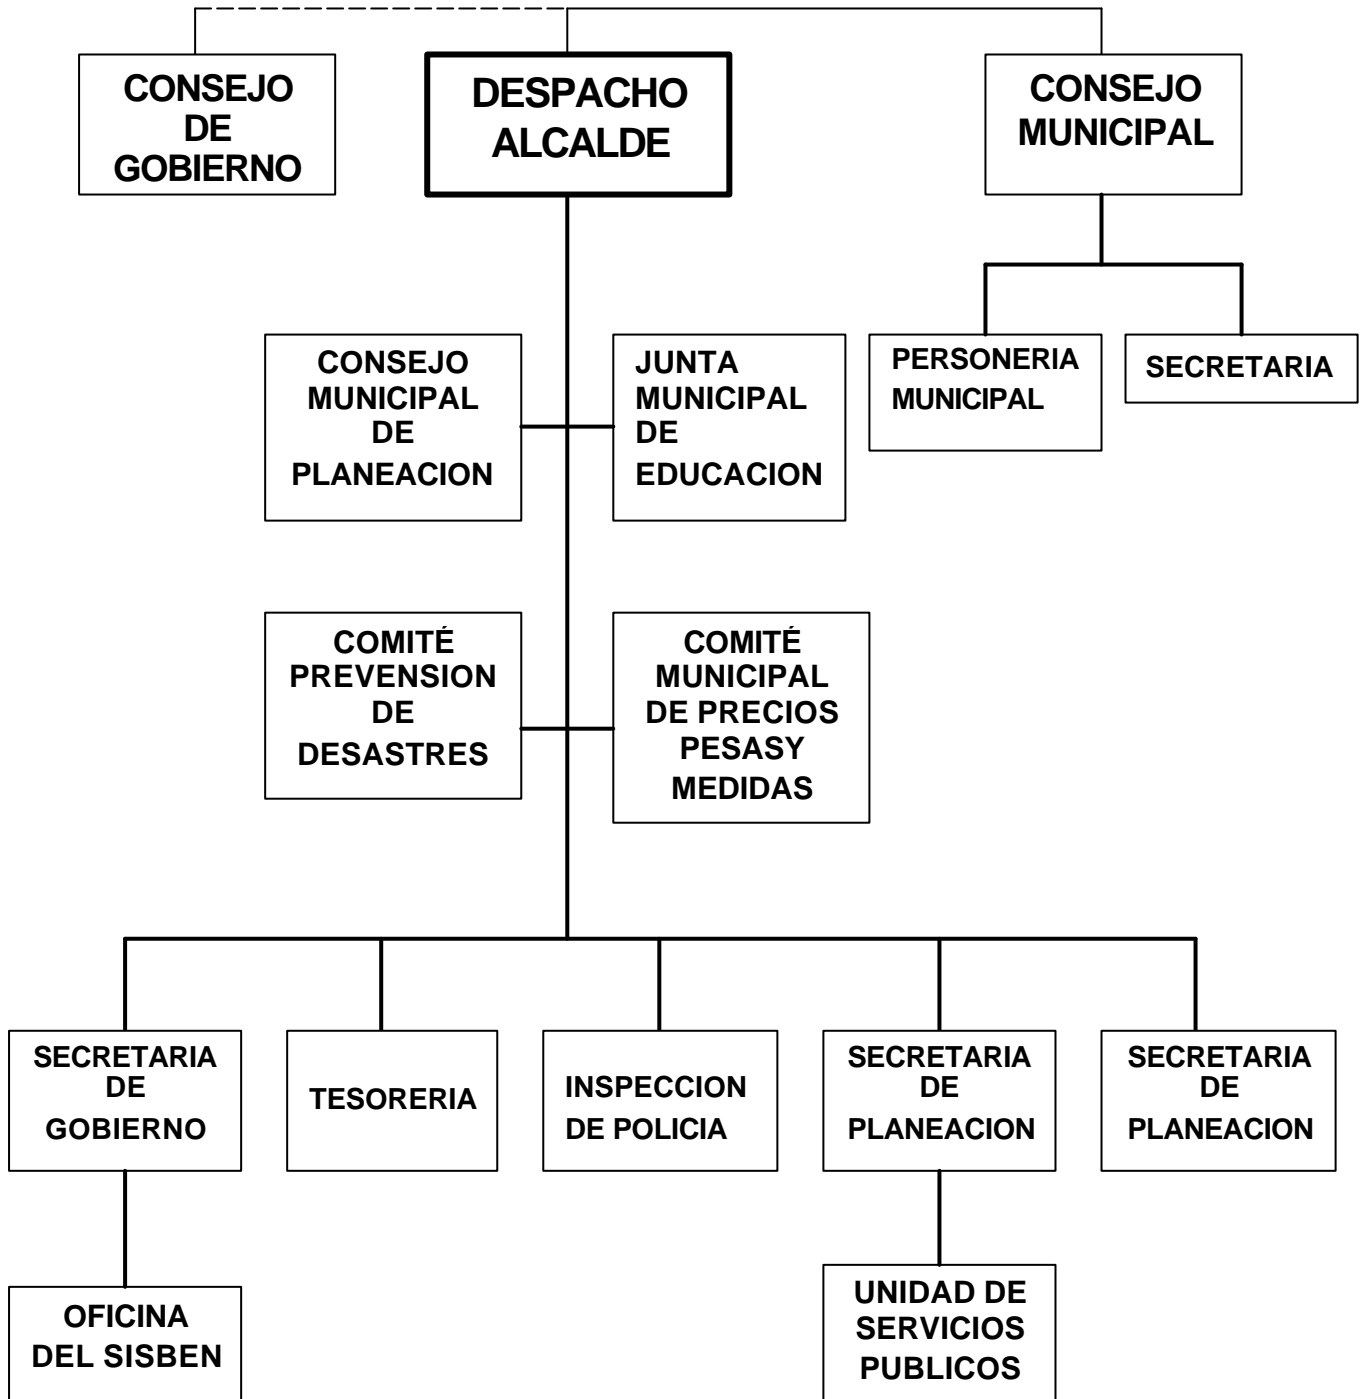 CONSEJO
DE
GOBIERNO
DESPACHO
ALCALDE
CONSEJO
MUNICIPAL
CONSEJO
MUNICIPAL
DE
PLANEACION
JUNTA
MUNICIPAL
DE
EDUCACION
PERSONERIA
MUNICIPAL
SECRETARIA
COMITÉ
PREVENSION
DE
DESASTRES
COMITÉ
MUNICIPAL
DE PRECIOS
PESASY
MEDIDAS
SECRETARIA
DE
GOBIERNO
TESORERIA
INSPECCION
DE POLICIA
SECRETARIA
DE
PLANEACION
SECRETARIA
DE
PLANEACION
OFICINA
DEL SISBEN
UNIDAD DE
SERVICIOS
PUBLICOS